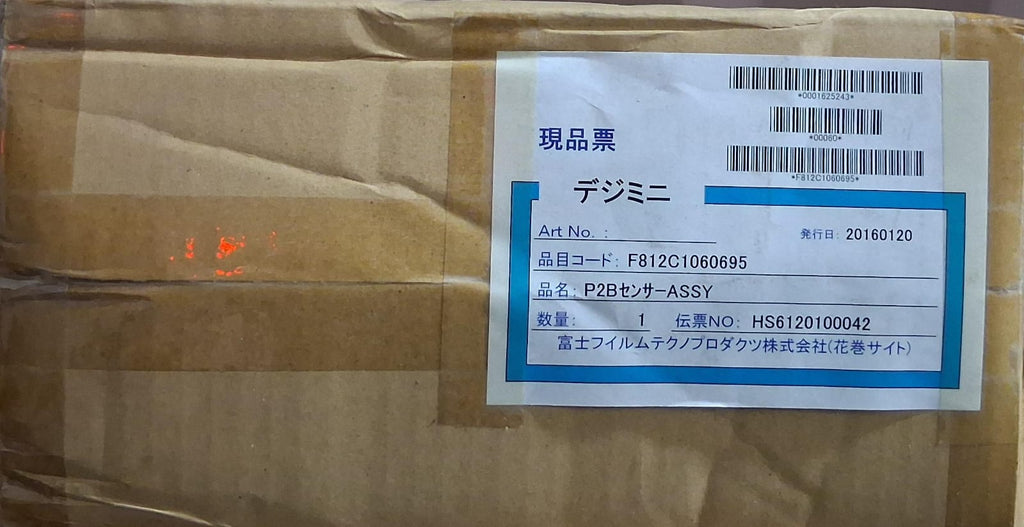 *0001625243*
*00060*
*F812C1060695*
現品票
デジミニ
Art No. :
発行日: 20160120
品目コード: F812C1060695
品名: P2BセンサーASSY
数量: 1 伝票NO: HS6120100042
富士フイルムテクノプロダクツ株式会社(花巻サイト)